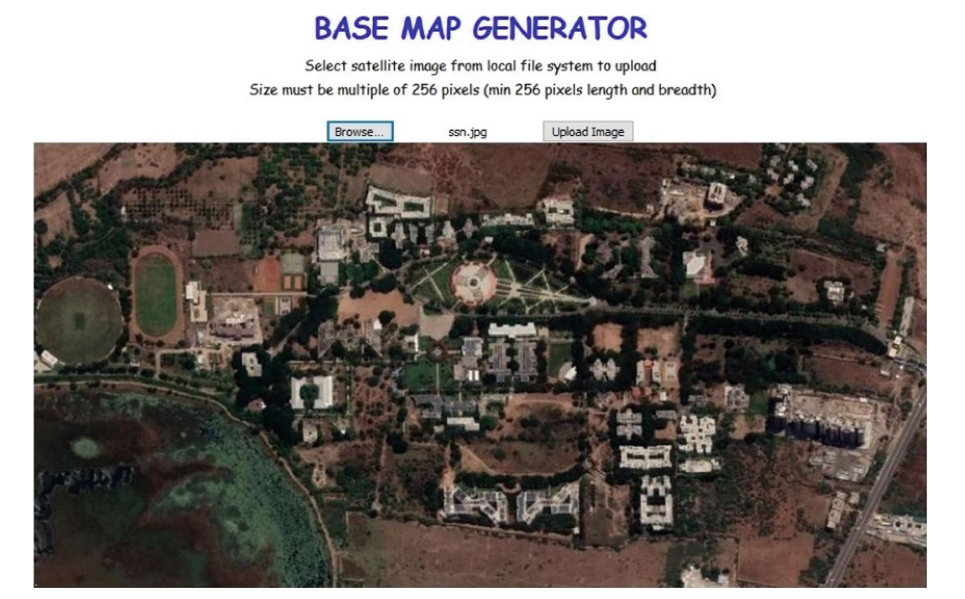 BASE MAP GENERATOR
Select satellite image from local file system to upload
Size must be multiple of 256 pixels (min 256 pixels length and breadth)
Browse... ssn.jpg Upload Image